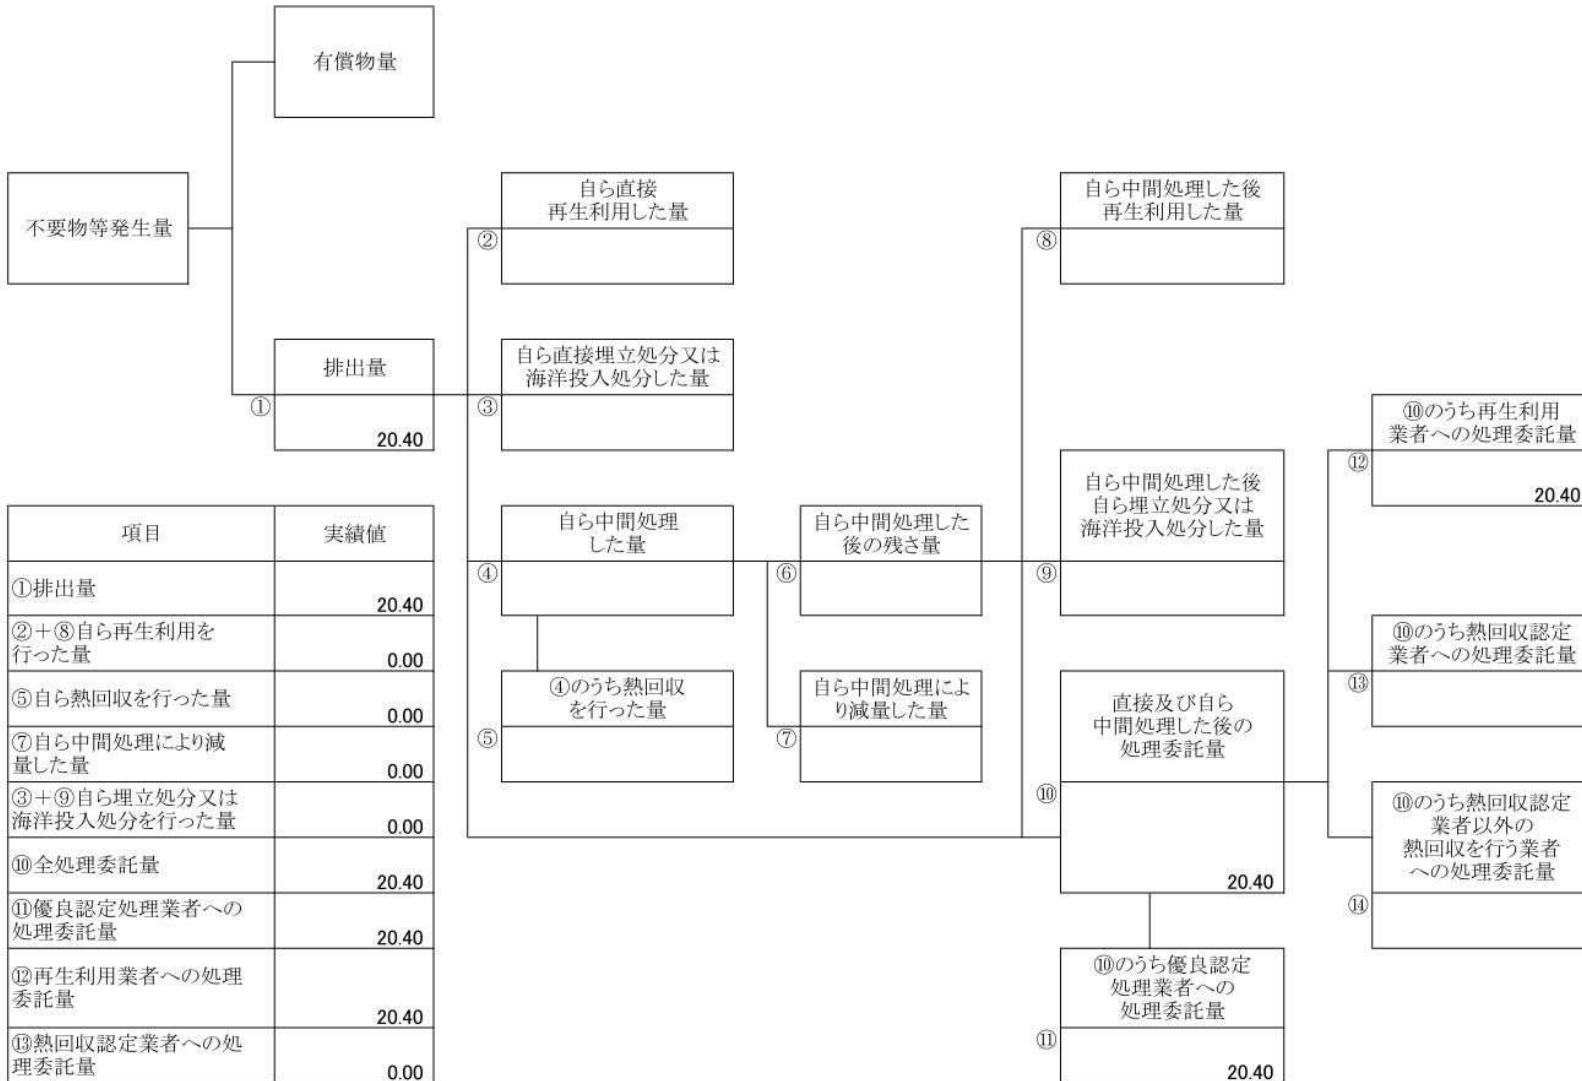 有償物量
不要物等発生量
自ら直接
再生利用した量
②
自ら中間処理した後
再生利用した量
⑧
排出量
①
20.40
自ら直接埋立処分又は
海洋投入処分した量
③
⑩のうち再生利用
業者への処理委託量
⑫
20.40
自ら中間処理した後
自ら埋立処分又は
海洋投入処分した量
⑨
自ら中間処理
した量
④
自ら中間処理した
後の残さ量
⑥
④のうち熱回収
を行った量
⑤
自ら中間処理によ
り減量した量
⑦
直接及び自ら
中間処理した後の
処理委託量
⑩
20.40
⑩のうち熱回収認定
業者への処理委託量
⑬
⑩のうち熱回収認定
業者以外の
熱回収を行う業者
への処理委託量
⑭
⑩のうち優良認定
処理業者への
処理委託量
⑪
20.40
項目 実績値
①排出量
20.40
②+⑧自ら再生利用を
行った量
0.00
⑤自ら熱回収を行った量
0.00
⑦自ら中間処理により減
量した量
0.00
③+⑨自ら埋立処分又は
海洋投入処分を行った量
0.00
⑩全処理委託量
20.40
⑪優良認定処理業者への
処理委託量
20.40
⑫再生利用業者への処理
委託量
20.40
⑬熱回収認定業者への処
理委託量
0.00